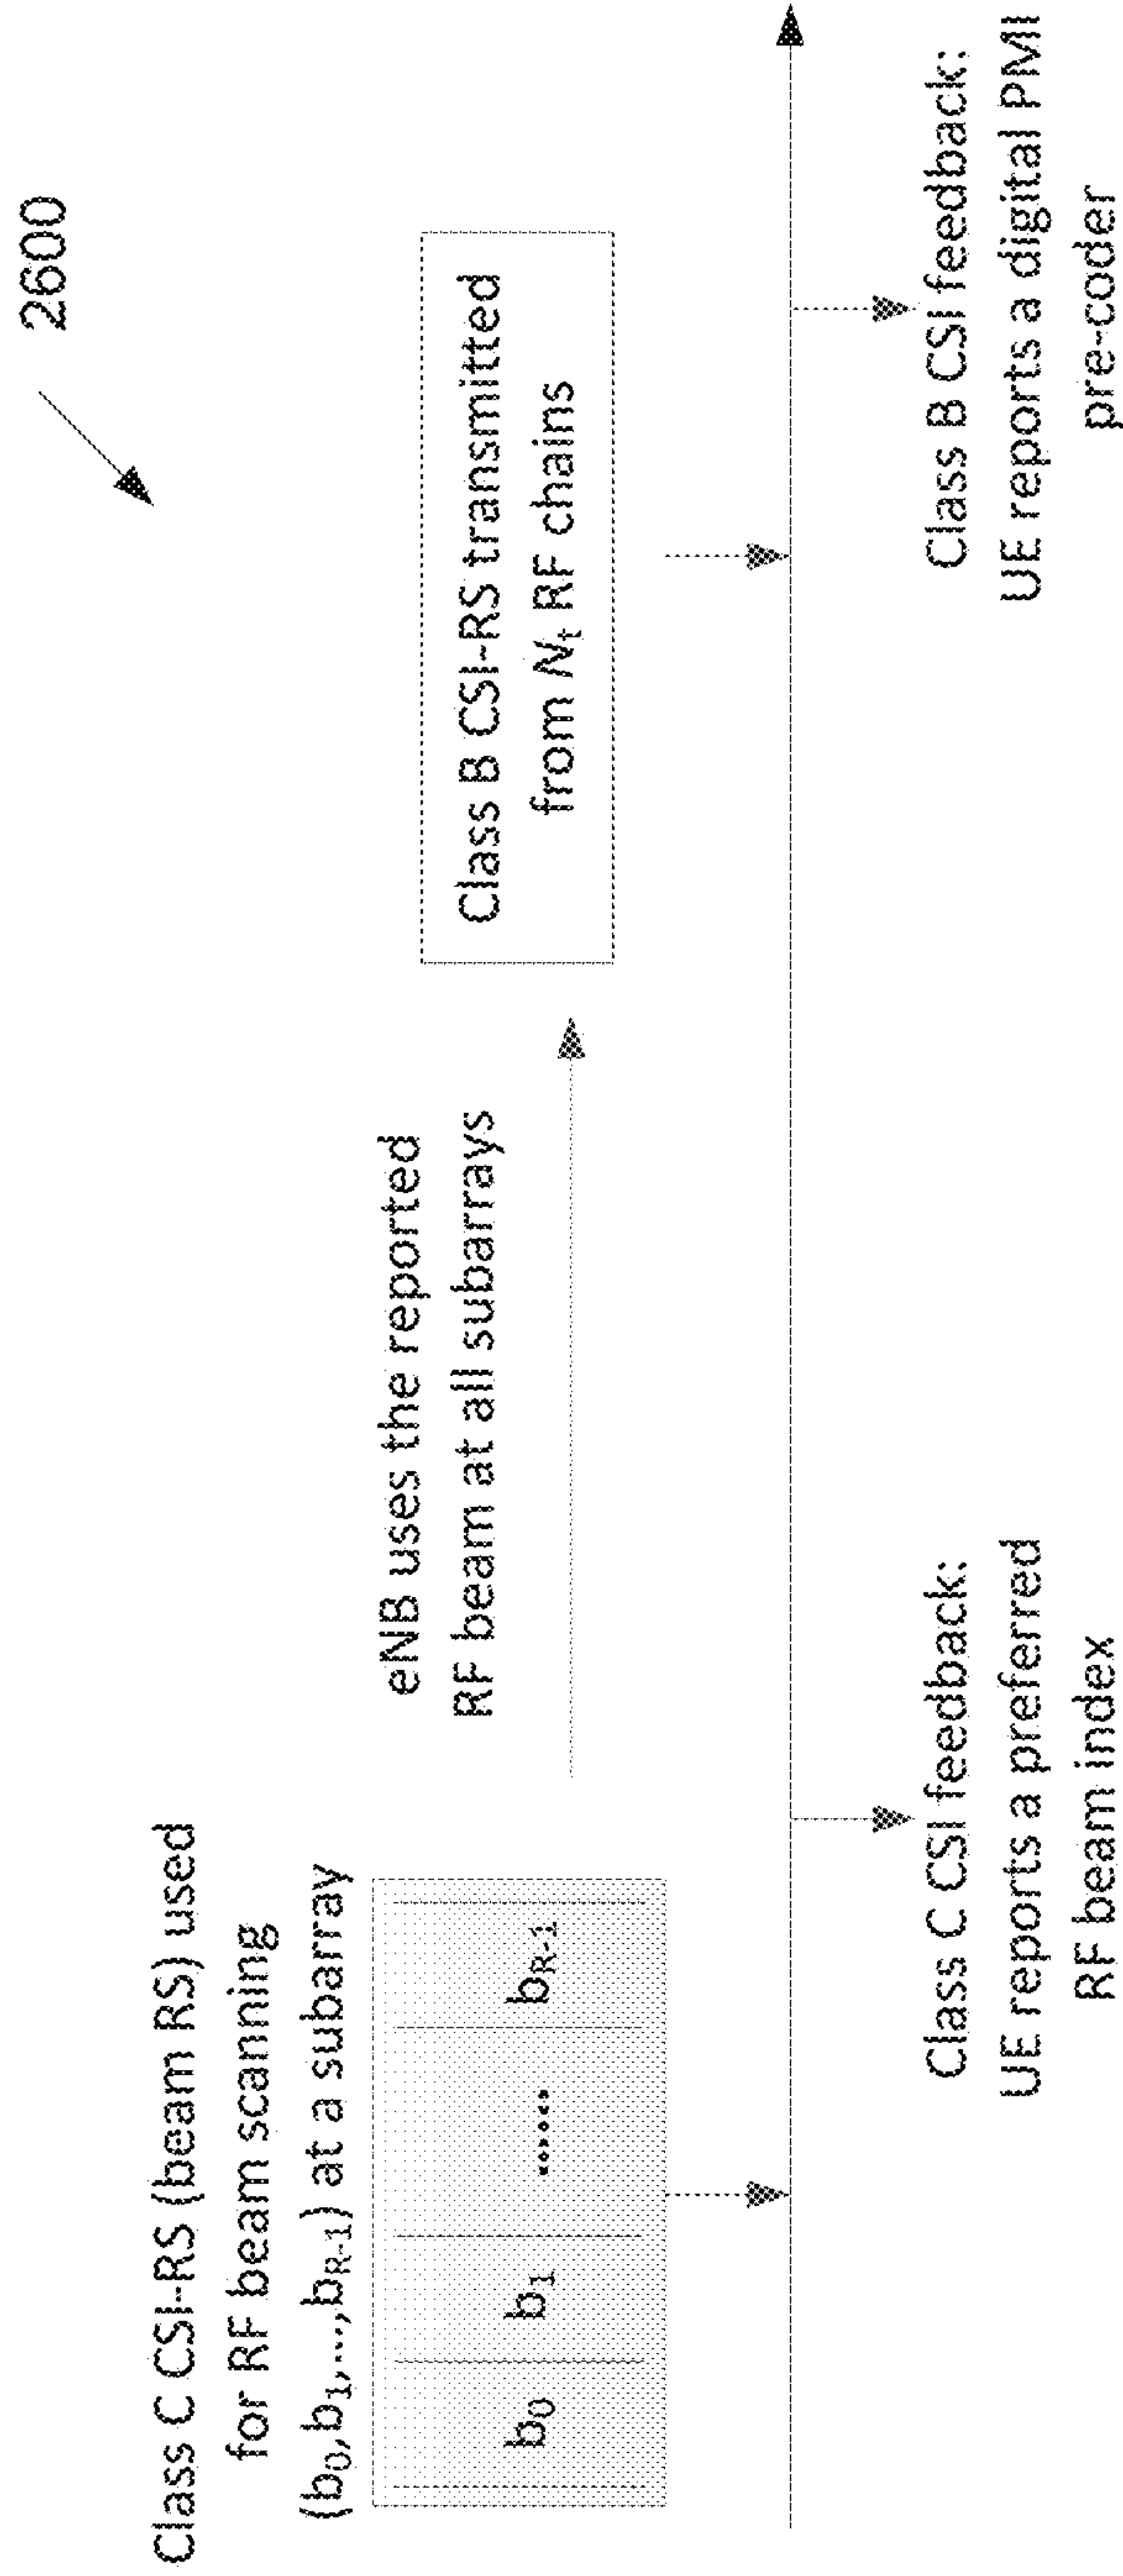 2600
Class C CSI-RS (beam RS) used
for RF beam scanning
(b0,b1,...,bR-1) at a subarray
b0
b1
......
bR-1
eNB uses the reported
RF beam at all subarrays
Class B CSI-RS transmitted
from Nt RF chains
Class C CSI feedback:
UE reports a preferred
RF beam index
Class B CSI feedback:
UE reports a digital PMI
pre-coder